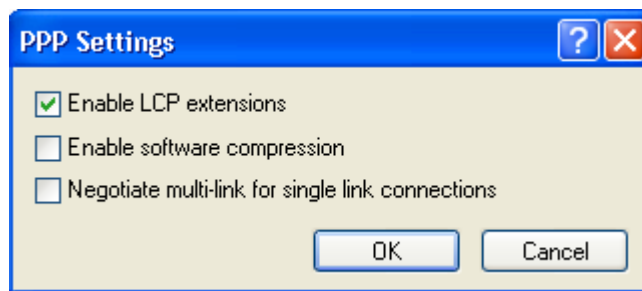 PPP Settings
?
Enable LCP extensions
Enable software compression
Negotiate multi-link for single link connections
OK Cancel